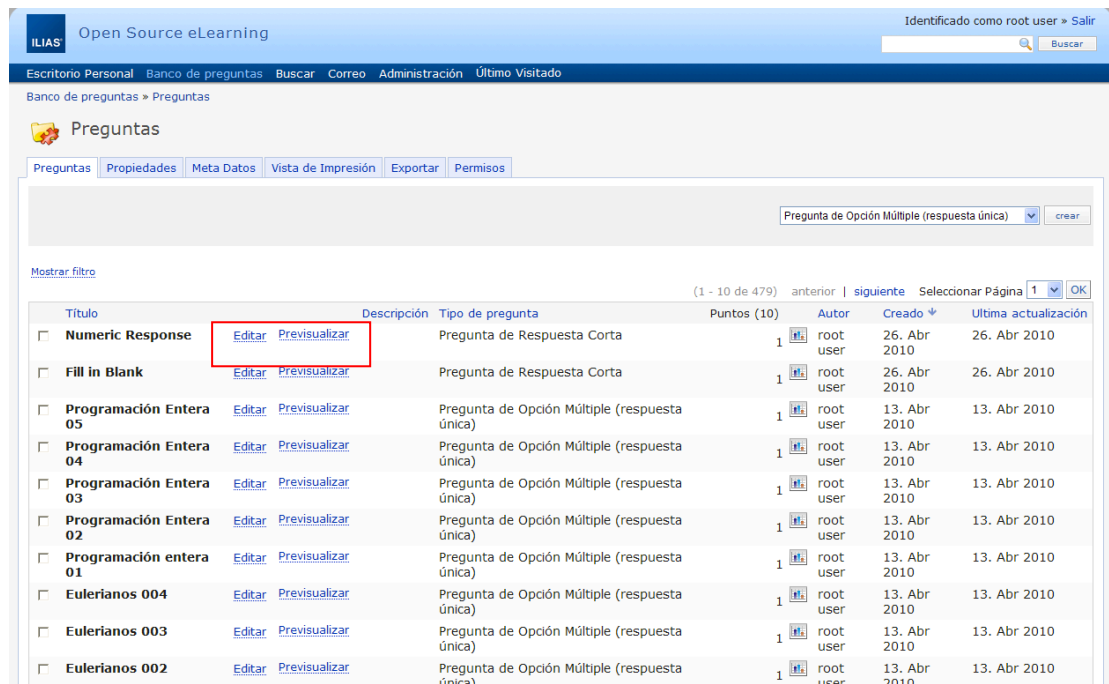 Identificado como root user » Salir
ILIAS Open Source eLearning
Buscar
Escritorio Personal Banco de preguntas Buscar Correo Administración Último Visitado
Banco de preguntas » Preguntas
Preguntas
Preguntas Propiedades Meta Datos Vista de Impresión Exportar Permisos
Pregunta de Opción Múltiple (respuesta única) crear
Mostrar filtro
(1 - 10 de 479) anterior | siguiente Seleccionar Página 1 OK
Título Descripción Tipo de pregunta Puntos (10) Autor Creado Ultima actualización
Numeric Response Editar Previsualizar Pregunta de Respuesta Corta 1 root 26. Abr 26. Abr 2010
user 2010
Fill in Blank Editar Previsualizar Pregunta de Respuesta Corta 1 root 26. Abr 26. Abr 2010
user 2010
Programación Entera Editar Previsualizar Pregunta de Opción Múltiple (respuesta 1 root 13. Abr 13. Abr 2010
05 única) user 2010
Programación Entera Editar Previsualizar Pregunta de Opción Múltiple (respuesta 1 root 13. Abr 13. Abr 2010
04 única) user 2010
Programación Entera Editar Previsualizar Pregunta de Opción Múltiple (respuesta 1 root 13. Abr 13. Abr 2010
03 única) user 2010
Programación Entera Editar Previsualizar Pregunta de Opción Múltiple (respuesta 1 root 13. Abr 13. Abr 2010
02 única) user 2010
Programación entera Editar Previsualizar Pregunta de Opción Múltiple (respuesta 1 root 13. Abr 13. Abr 2010
01 única) user 2010
Eulerianos 004 Editar Previsualizar Pregunta de Opción Múltiple (respuesta 1 root 13. Abr 13. Abr 2010
única) user 2010
Eulerianos 003 Editar Previsualizar Pregunta de Opción Múltiple (respuesta 1 root 13. Abr 13. Abr 2010
única) user 2010
Eulerianos 002 Editar Previsualizar Pregunta de Opción Múltiple (respuesta 1 root 13. Abr 13. Abr 2010
única) user 2010